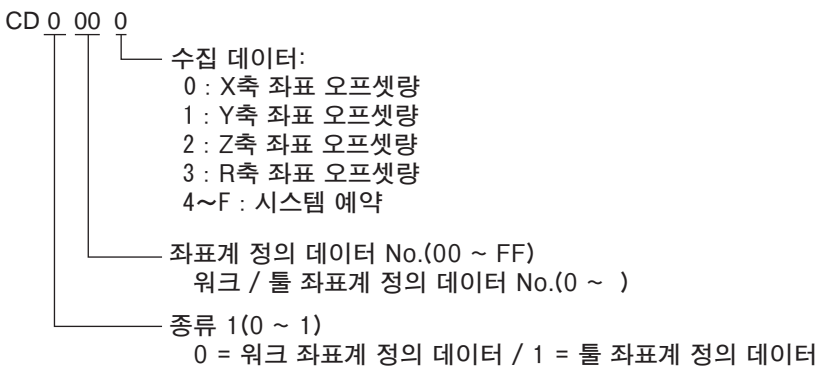 CD 0 00 0
수집 데이터:
0 : X축 좌표 오프셋량
1 : Y축 좌표 오프셋량
2 : Z축 좌표 오프셋량
3 : R축 좌표 오프셋량
4～F : 시스템 예약
좌표계 정의 데이터 No.(00 ~ FF)
워크 / 툴 좌표계 정의 데이터 No.(0 ~ )
종류 1(0 ~ 1)
0 = 워크 좌표계 정의 데이터 / 1 = 툴 좌표계 정의 데이터